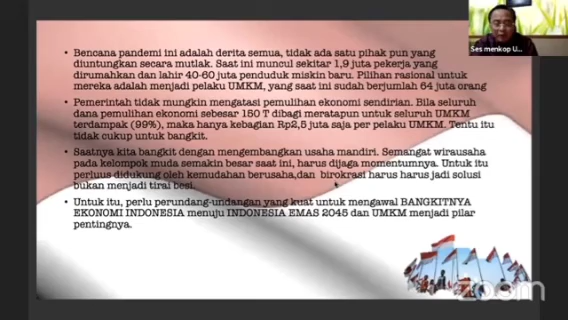 Ses menkop U...
• Bencana pandemi ini adalah derita semua, tidak ada satu pihak pun yang
diuntungkan secara mutlak. Saat ini muncul sekitar 1,9 juta pekerja yang
dirumahkan dan lahir 40-60 juta penduduk miskin baru. Pilihan rasional untuk
mereka adalah menjadi pelaku UMKM, yang saat ini sudah berjumlah 64 juta orang
• Pemerintah tidak mungkin mengatasi pemulihan ekonomi sendirian. Bila seluruh
dana pemulihan ekonomi sebesar 150 T dibagi meratapun untuk seluruh UMKM
terdampak (99%), maka hanya kebagian Rp2,5 juta saja per pelaku UMKM. Tentu itu
tidak cukup untuk bangkit.
• Saatnya kita bangkit dengan mengembangkan usaha mandiri. Semangat wirausaha
pada kelompok muda semakin besar saat ini, harus dijaga momentumnya. Untuk itu
perluus didukung oleh kemudahan berusaha,dan birokrasi harus harus jadi solusi
bukan menjadi tirai besi.
• Untuk itu, perlu perundang-undangan yang kuat untuk mengawal BANGKITNYA
EKONOMI INDONESIA menuju INDONESIA EMAS 2045 dan UMKM menjadi pilar
pentingnya.
zoom